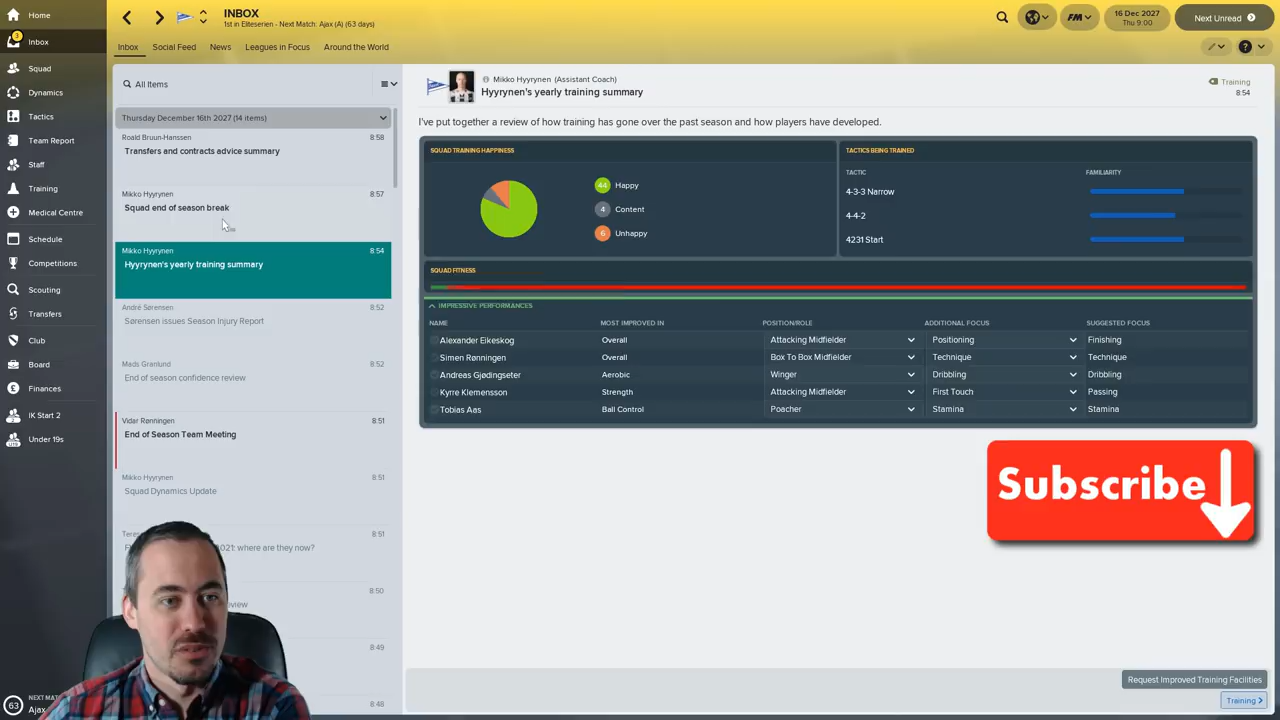 Home
INBOX
1st in Eliteserien - Next Match: Ajax (A) (63 days)
FM
16 Dec 2027
Thu 9:00
Next Unread
3
Inbox
Inbox
Social Feed
News
Leagues in Focus
Around the World
?
Squad
Dynamics
Tactics
Team Report
Staff
Training
Medical Centre
Schedule
Competitions
Scouting
Transfers
Club
Board
Finances
IK Start 2
Under 19s
63
NEXT MAT
Ajax
All Items
Thursday December 16th 2027 (14 items)
Roald Bruun-Hanssen 8:58
Transfers and contracts advice summary
Mikko Hyyrynen 8:57
Squad end of season break
Mikko Hyyrynen 8:54
Hyyrynen's yearly training summary
André Sørensen 8:52
Sørensen issues Season Injury Report
Mads Granlund 8:52
End of season confidence review
Vidar Rønningen 8:51
End of Season Team Meeting
Mikko Hyyrynen 8:51
Squad Dynamics Update
8:51
021: where are they now?
8:50
8:49
8:48
Mikko Hyyrynen (Assistant Coach)
Hyyrynen's yearly training summary
Training
8:54
I've put together a review of how training has gone over the past season and how players have developed.
SQUAD TRAINING HAPPINESS
44 Happy
4 Content
6 Unhappy
TACTICS BEING TRAINED
TACTIC FAMILIARITY
4-3-3 Narrow
4-4-2
4231 Start
SQUAD FITNESS
IMPRESSIVE PERFORMANCES
NAME MOST IMPROVED IN POSITION/ROLE ADDITIONAL FOCUS SUGGESTED FOCUS
Alexander Eikeskog Overall Attacking Midfielder Positioning Finishing
Simen Rønningen Overall Box To Box Midfielder Technique Technique
Andreas Gjødingseter Aerobic Winger Dribbling Dribbling
Kyrre Klemensson Strength Attacking Midfielder First Touch Passing
Tobias Aas Ball Control Poacher Stamina Stamina
Subscribe
Request Improved Training Facilities
Training